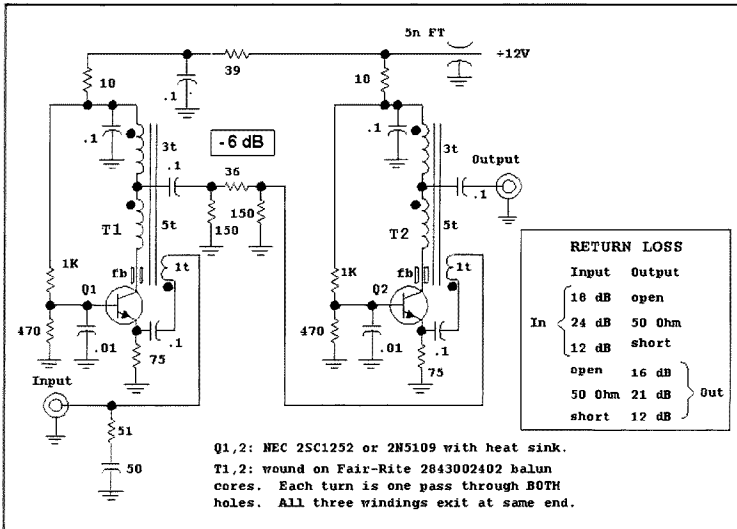 5n FT
+12V
39
10
10
.1
.1
.1
3t
3t
-6 dB
.1
36
Output
.1
150
150
T1
5t
T2
5t
1K
fb
1t
1K
fb
1t
Q1
Q2
470
.01
.1
75
470
.01
.1
75
Input
51
50
RETURN LOSS
Input Output
18 dB open
In 24 dB 50 Ohm
12 dB short
open 16 dB
50 Ohm 21 dB Out
short 12 dB
Q1,2: NEC 2SC1252 or 2N5109 with heat sink.
T1,2: wound on Fair-Rite 2843002402 balun
cores. Each turn is one pass through BOTH
holes. All three windings exit at same end.